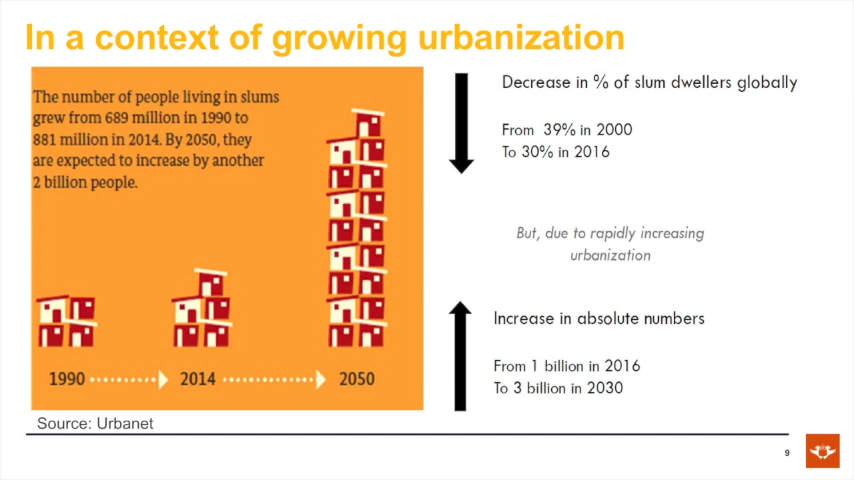 In a context of growing urbanization
The number of people living in slums
grew from 689 million in 1990 to
881 million in 2014. By 2050, they
are expected to increase by another
2 billion people.
1990
2014
2050
Source: Urbanet
Decrease in % of slum dwellers globally
From 39% in 2000
To 30% in 2016
But, due to rapidly increasing
urbanization
Increase in absolute numbers
From 1 billion in 2016
To 3 billion in 2030
9